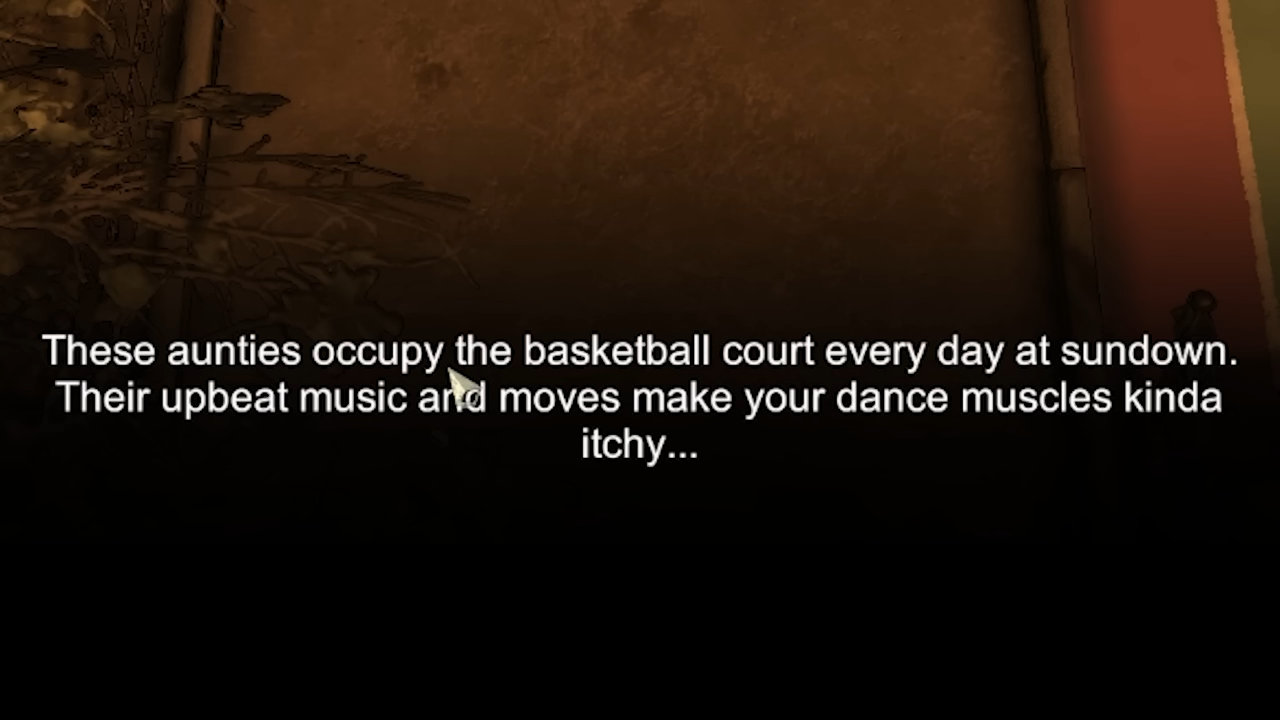 These aunties occupy the basketball court every day at sundown.
Their upbeat music and moves make your dance muscles kinda
itchy...